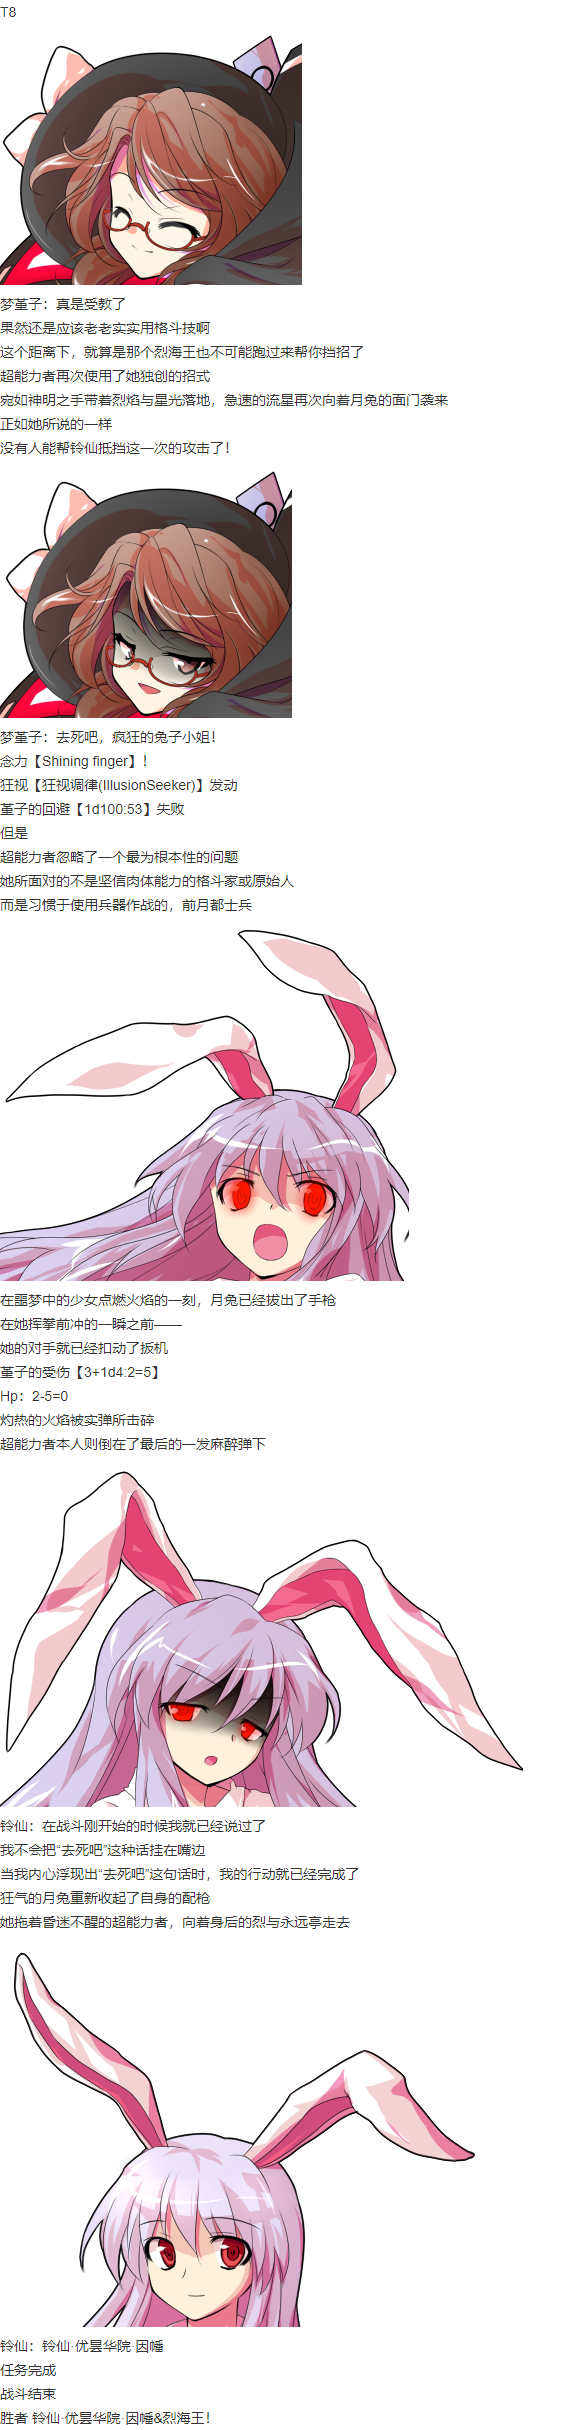 T8
梦堇子：真是受教了
果然还是应该老老实实用格斗技啊
这个距离下，就算是那个烈海王也不可能跑过来帮你挡招了
超能力者再次使用了她独创的招式
宛如神明之手带着烈焰与星光落地，急速的流星再次向着月兔的面门袭来
正如她所说的一样
没有人能帮铃仙抵挡这一次的攻击了！
梦堇子：去死吧，疯狂的兔子小姐！
念力【Shining finger】！
狂视【狂视调律(IllusionSeeker)】发动
堇子的回避【1d100:53】失败
但是
超能力者忽略了一个最为根本性的问题
她所面对的不是坚信肉体能力的格斗家或原始人
而是习惯于使用兵器作战的，前月都士兵
在噩梦中的少女点燃火焰的一刻，月兔已经拔出了手枪
在她挥拳前冲的一瞬之前——
她的对手就已经扣动了扳机
堇子的受伤【3+1d4:2=5】
Hp：2-5=0
灼热的火焰被实弹所击碎
超能力者本人则倒在了最后的一发麻醉弹下
铃仙：在战斗刚开始的时候我就已经说过了
我不会把“去死吧”这种话挂在嘴边
当我内心浮现出“去死吧”这句话时，我的行动就已经完成了
狂气的月兔重新收起了自身的配枪
她拖着昏迷不醒的超能力者，向着身后的烈与永远亭走去
铃仙：铃仙·优昙华院·因幡
任务完成
战斗结束
胜者 铃仙·优昙华院·因幡&烈海王！